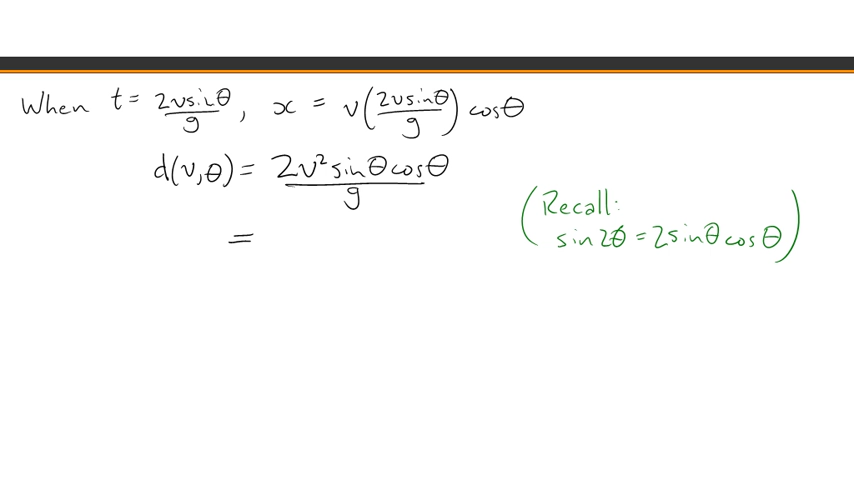 When t = 2vsinθ/g, x = v(2vsinθ/g)cosθ
d(v,θ) = 2v²sinθcosθ/g
(Recall:
= 
sin2θ = 2sinθcosθ)